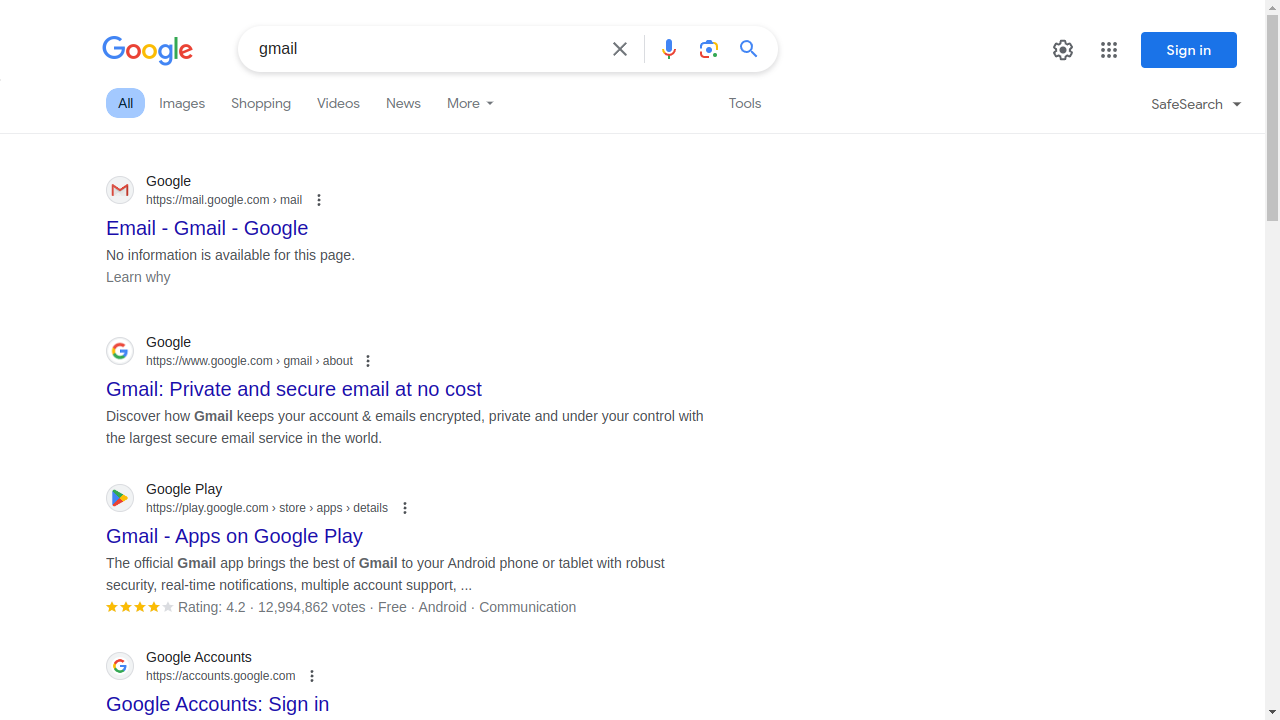 Google
gmail
Sign in
All
Images
Shopping
Videos
News
More
Tools
SafeSearch
Google
https://mail.google.com › mail
Email - Gmail - Google
No information is available for this page.
Learn why
Google
https://www.google.com › gmail › about
Gmail: Private and secure email at no cost
Discover how Gmail keeps your account & emails encrypted, private and under your control with
the largest secure email service in the world.
Google Play
https://play.google.com › store › apps › details
Gmail - Apps on Google Play
The official Gmail app brings the best of Gmail to your Android phone or tablet with robust
security, real-time notifications, multiple account support, ...
Rating: 4.2 · 12,994,862 votes · Free · Android · Communication
Google Accounts
https://accounts.google.com
Google Accounts: Sign in